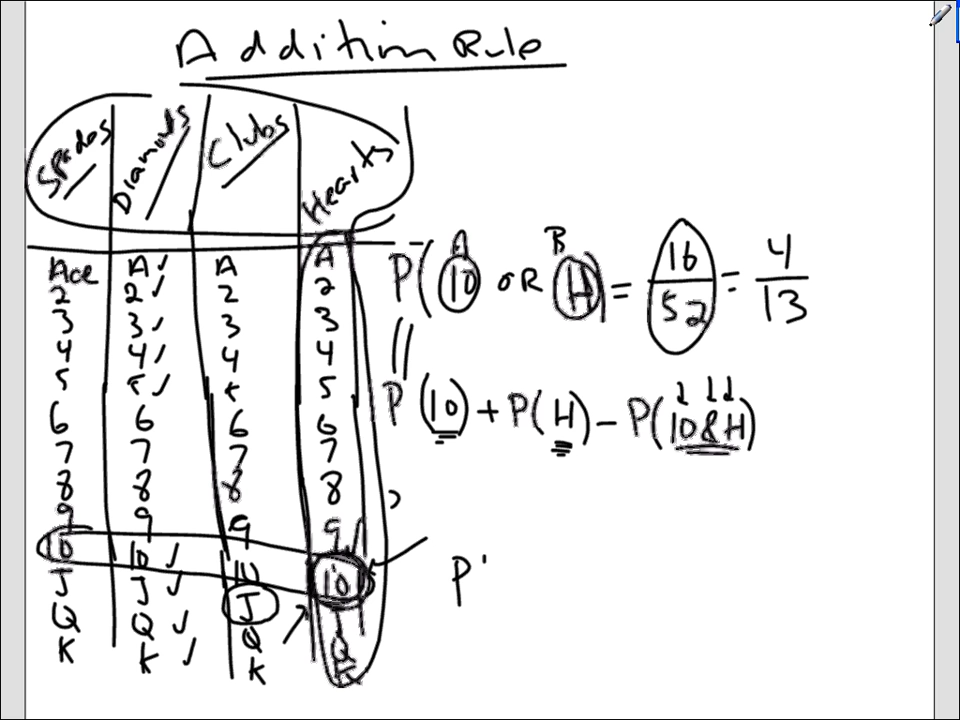 Addition Rule
Spades Diamonds Clubs Hearts
Ace A A A
2 2 2 2
3 3 3 3
4 4 4 4
5 5 5 5
6 6 6 6
7 7 7 7
8 8 8 8
9 9 9 9
10 10 10 10
J J J J
Q Q Q Q
K K K K
A B
P(10 OR H) = 16/52 = 4/13
P(10) + P(H) - P(10&H)
P